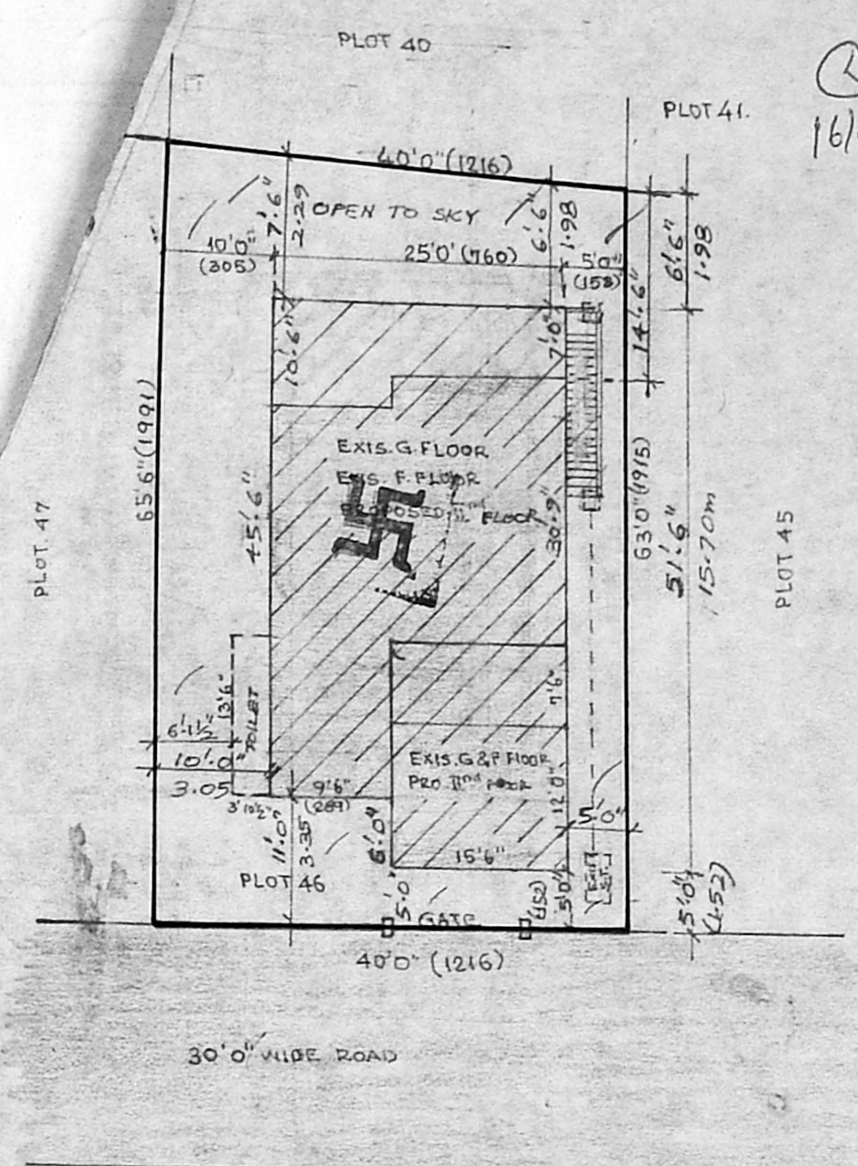 PLOT 40
PLOT 41.
16/
40'0" (1216)
OPEN TO SKY
7'.6"
2.29
6'.6"
1.98
6'.6"
1.98
10'0"
(305)
25'0' (760)
5'0"
(153)
14'.6"
10'.6"
7'.0"
65'6" (1991)
EXIS. G. FLOOR
EXIS. F. FLOOR
PROPOSED IInd FLOOR
45'.6"
30'.9"
63'0" (1915)
51'.6"
15.70m
PLOT. 47
PLOT 45
13'6"
TOILET
6'-1½"
10'.0"
3.05
3'10½"
9'6"
(289)
7'6"
EXIS. G & F FLOOR
PRO. IInd FLOOR
12'0"
5'.0"
11'.0"
3.35
6'.0"
15'6"
PLOT 46
5'.0
GATE
(152)
5'0"
5'.0"
(1.52)
40'0" (1216)
30'0" WIDE ROAD